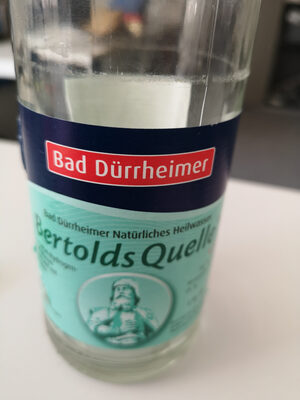 Bad Dürrheimer
Bad Dürrheimer Natürliches Heilwasser
Bertolds Quelle